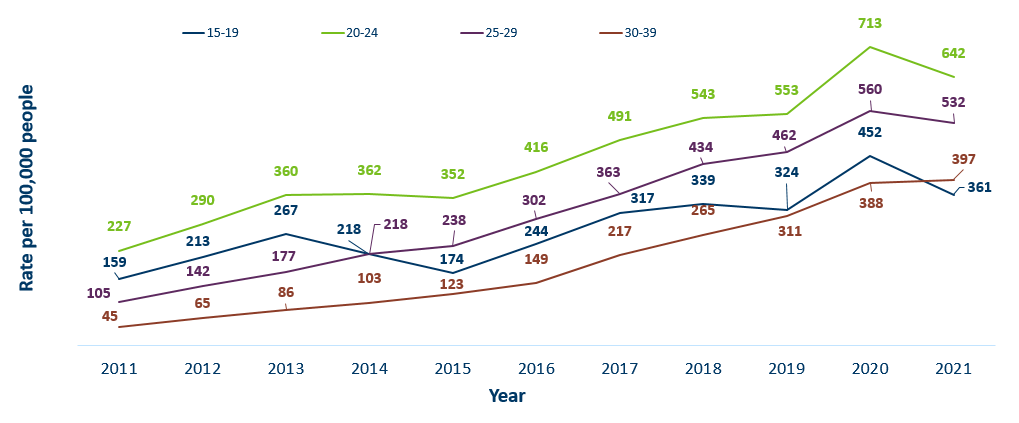 15-19 20-24 25-29 30-39
Rate per 100,000 people
227 290 360 362 352 416 491 543 553 713 642
159 213 267 218 174 244 317 339 324 452 361
105 142 177 218 238 302 363 434 462 560 532
45 65 86 103 123 149 217 265 311 388 397
2011 2012 2013 2014 2015 2016 2017 2018 2019 2020 2021
Year